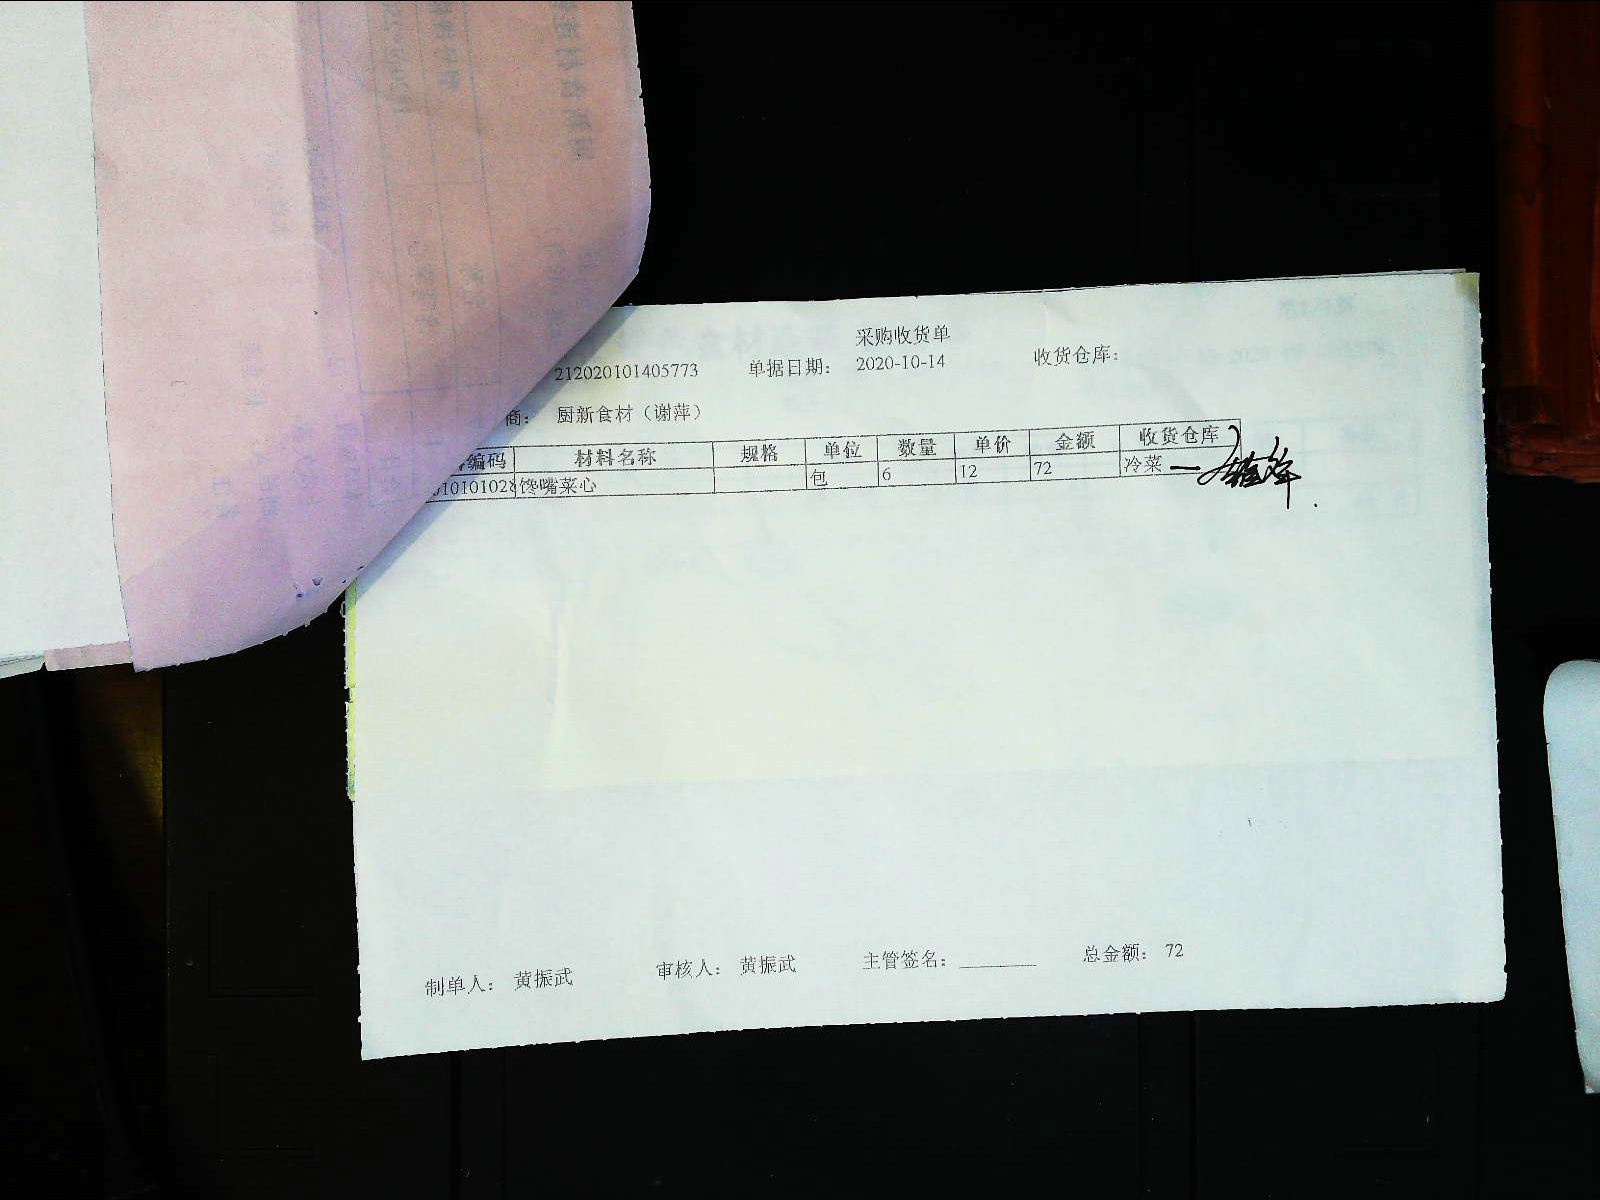 采购收货单
212020101405773 单据日期： 2020-10-14 收货仓库：
商： 厨新食材（谢萍）
编码 材料名称 规格 单位 数量 单价 金额 收货仓库
010101028 馋嘴菜心 包 6 12 72 冷菜
制单人： 黄振武 审核人： 黄振武 主管签名： 总金额： 72